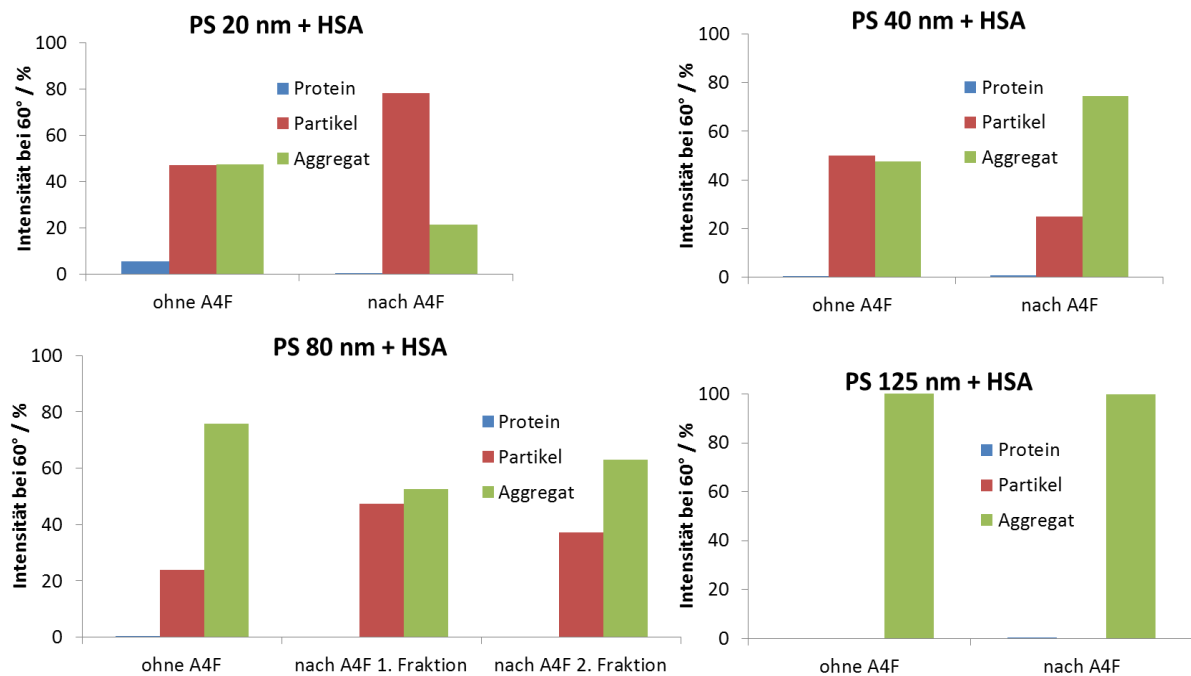 PS 20 nm + HSA
Intensität bei 60° / %
100
80
60
40
20
0
Protein
Partikel
Aggregat
ohne A4F
nach A4F
PS 40 nm + HSA
Intensität bei 60° / %
100
80
60
40
20
0
Protein
Partikel
Aggregat
ohne A4F
nach A4F
PS 80 nm + HSA
Intensität bei 60° / %
100
80
60
40
20
0
Protein
Partikel
Aggregat
ohne A4F
nach A4F 1. Fraktion
nach A4F 2. Fraktion
PS 125 nm + HSA
Intensität bei 60° / %
100
80
60
40
20
0
Protein
Partikel
Aggregat
ohne A4F
nach A4F